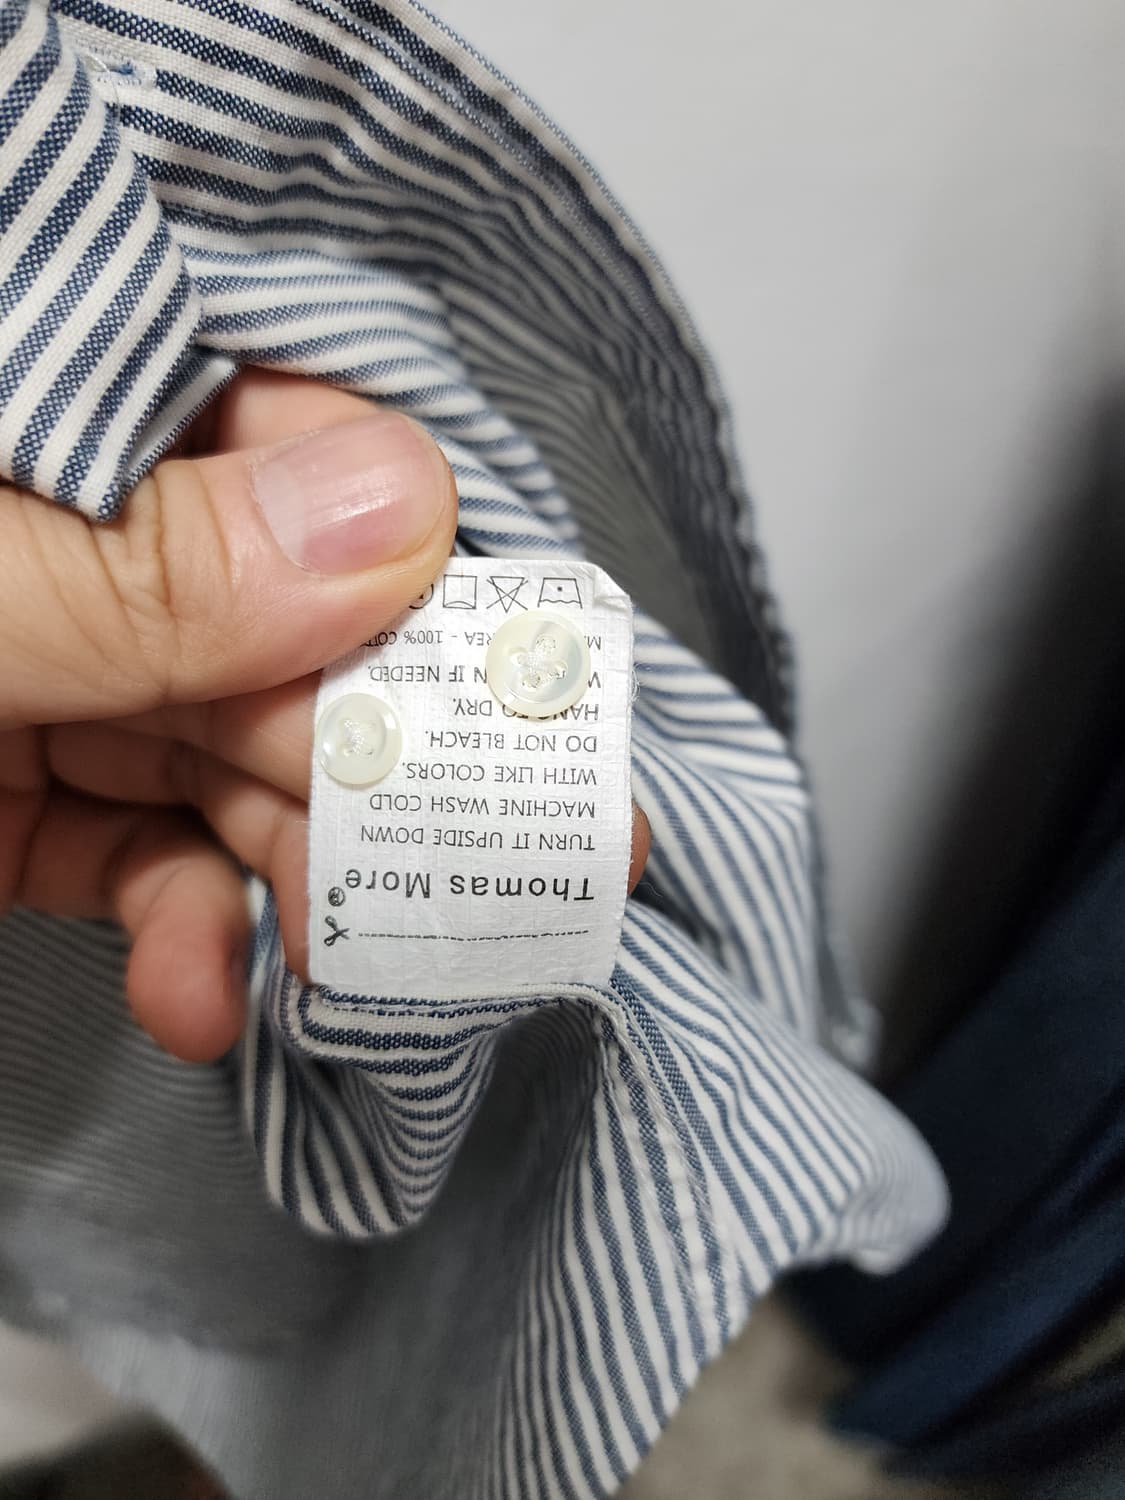 Thomas More®
TURN IT UPSIDE DOWN
MACHINE WASH COLD
WITH LIKE COLORS.
DO NOT BLEACH.
TO DRY.
IF NEEDED.
- 100%